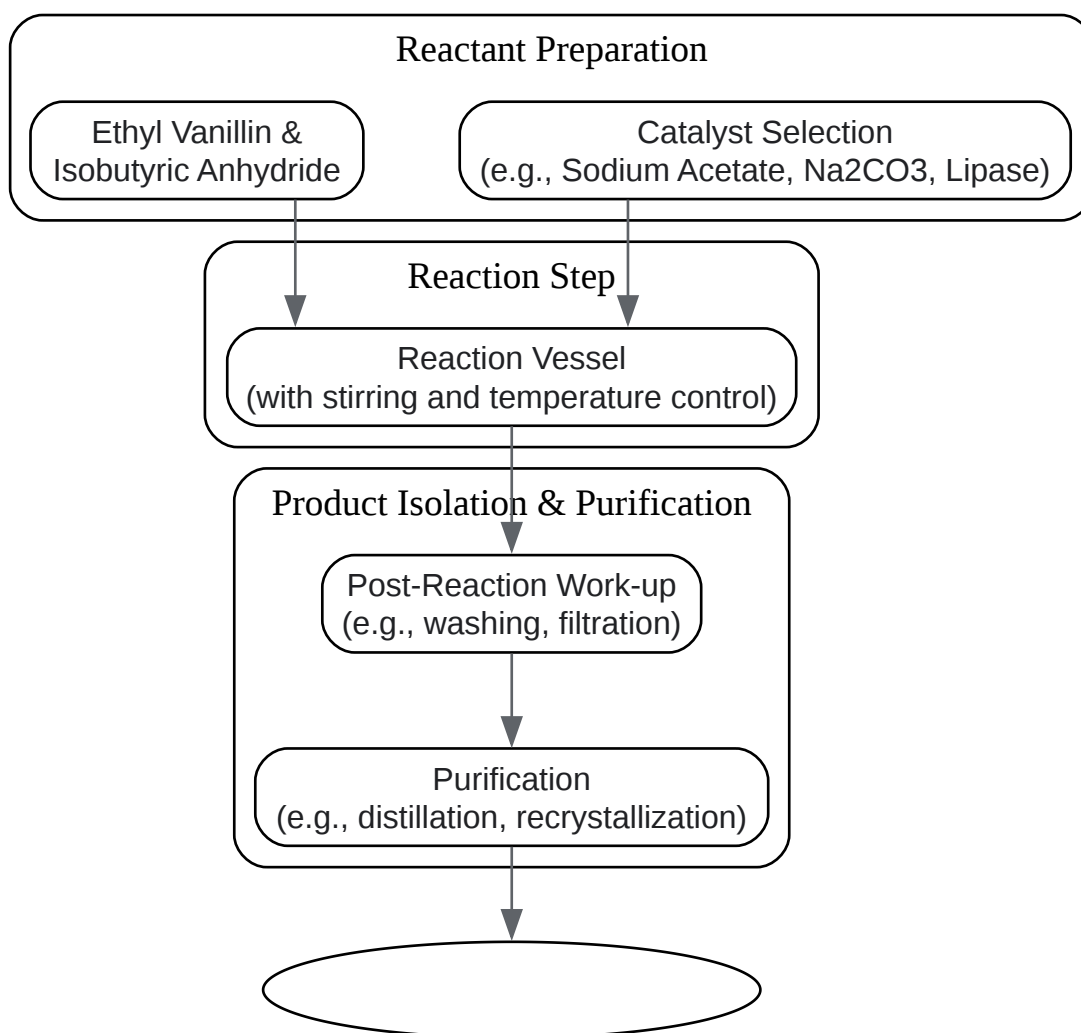 Reactant Preparation
Ethyl Vanillin &
Isobutyric Anhydride
Catalyst Selection
(e.g., Sodium Acetate, Na2CO3, Lipase)
Reaction Step
Reaction Vessel
(with stirring and temperature control)
Product Isolation & Purification
Post-Reaction Work-up
(e.g., washing, filtration)
Purification
(e.g., distillation, recrystallization)